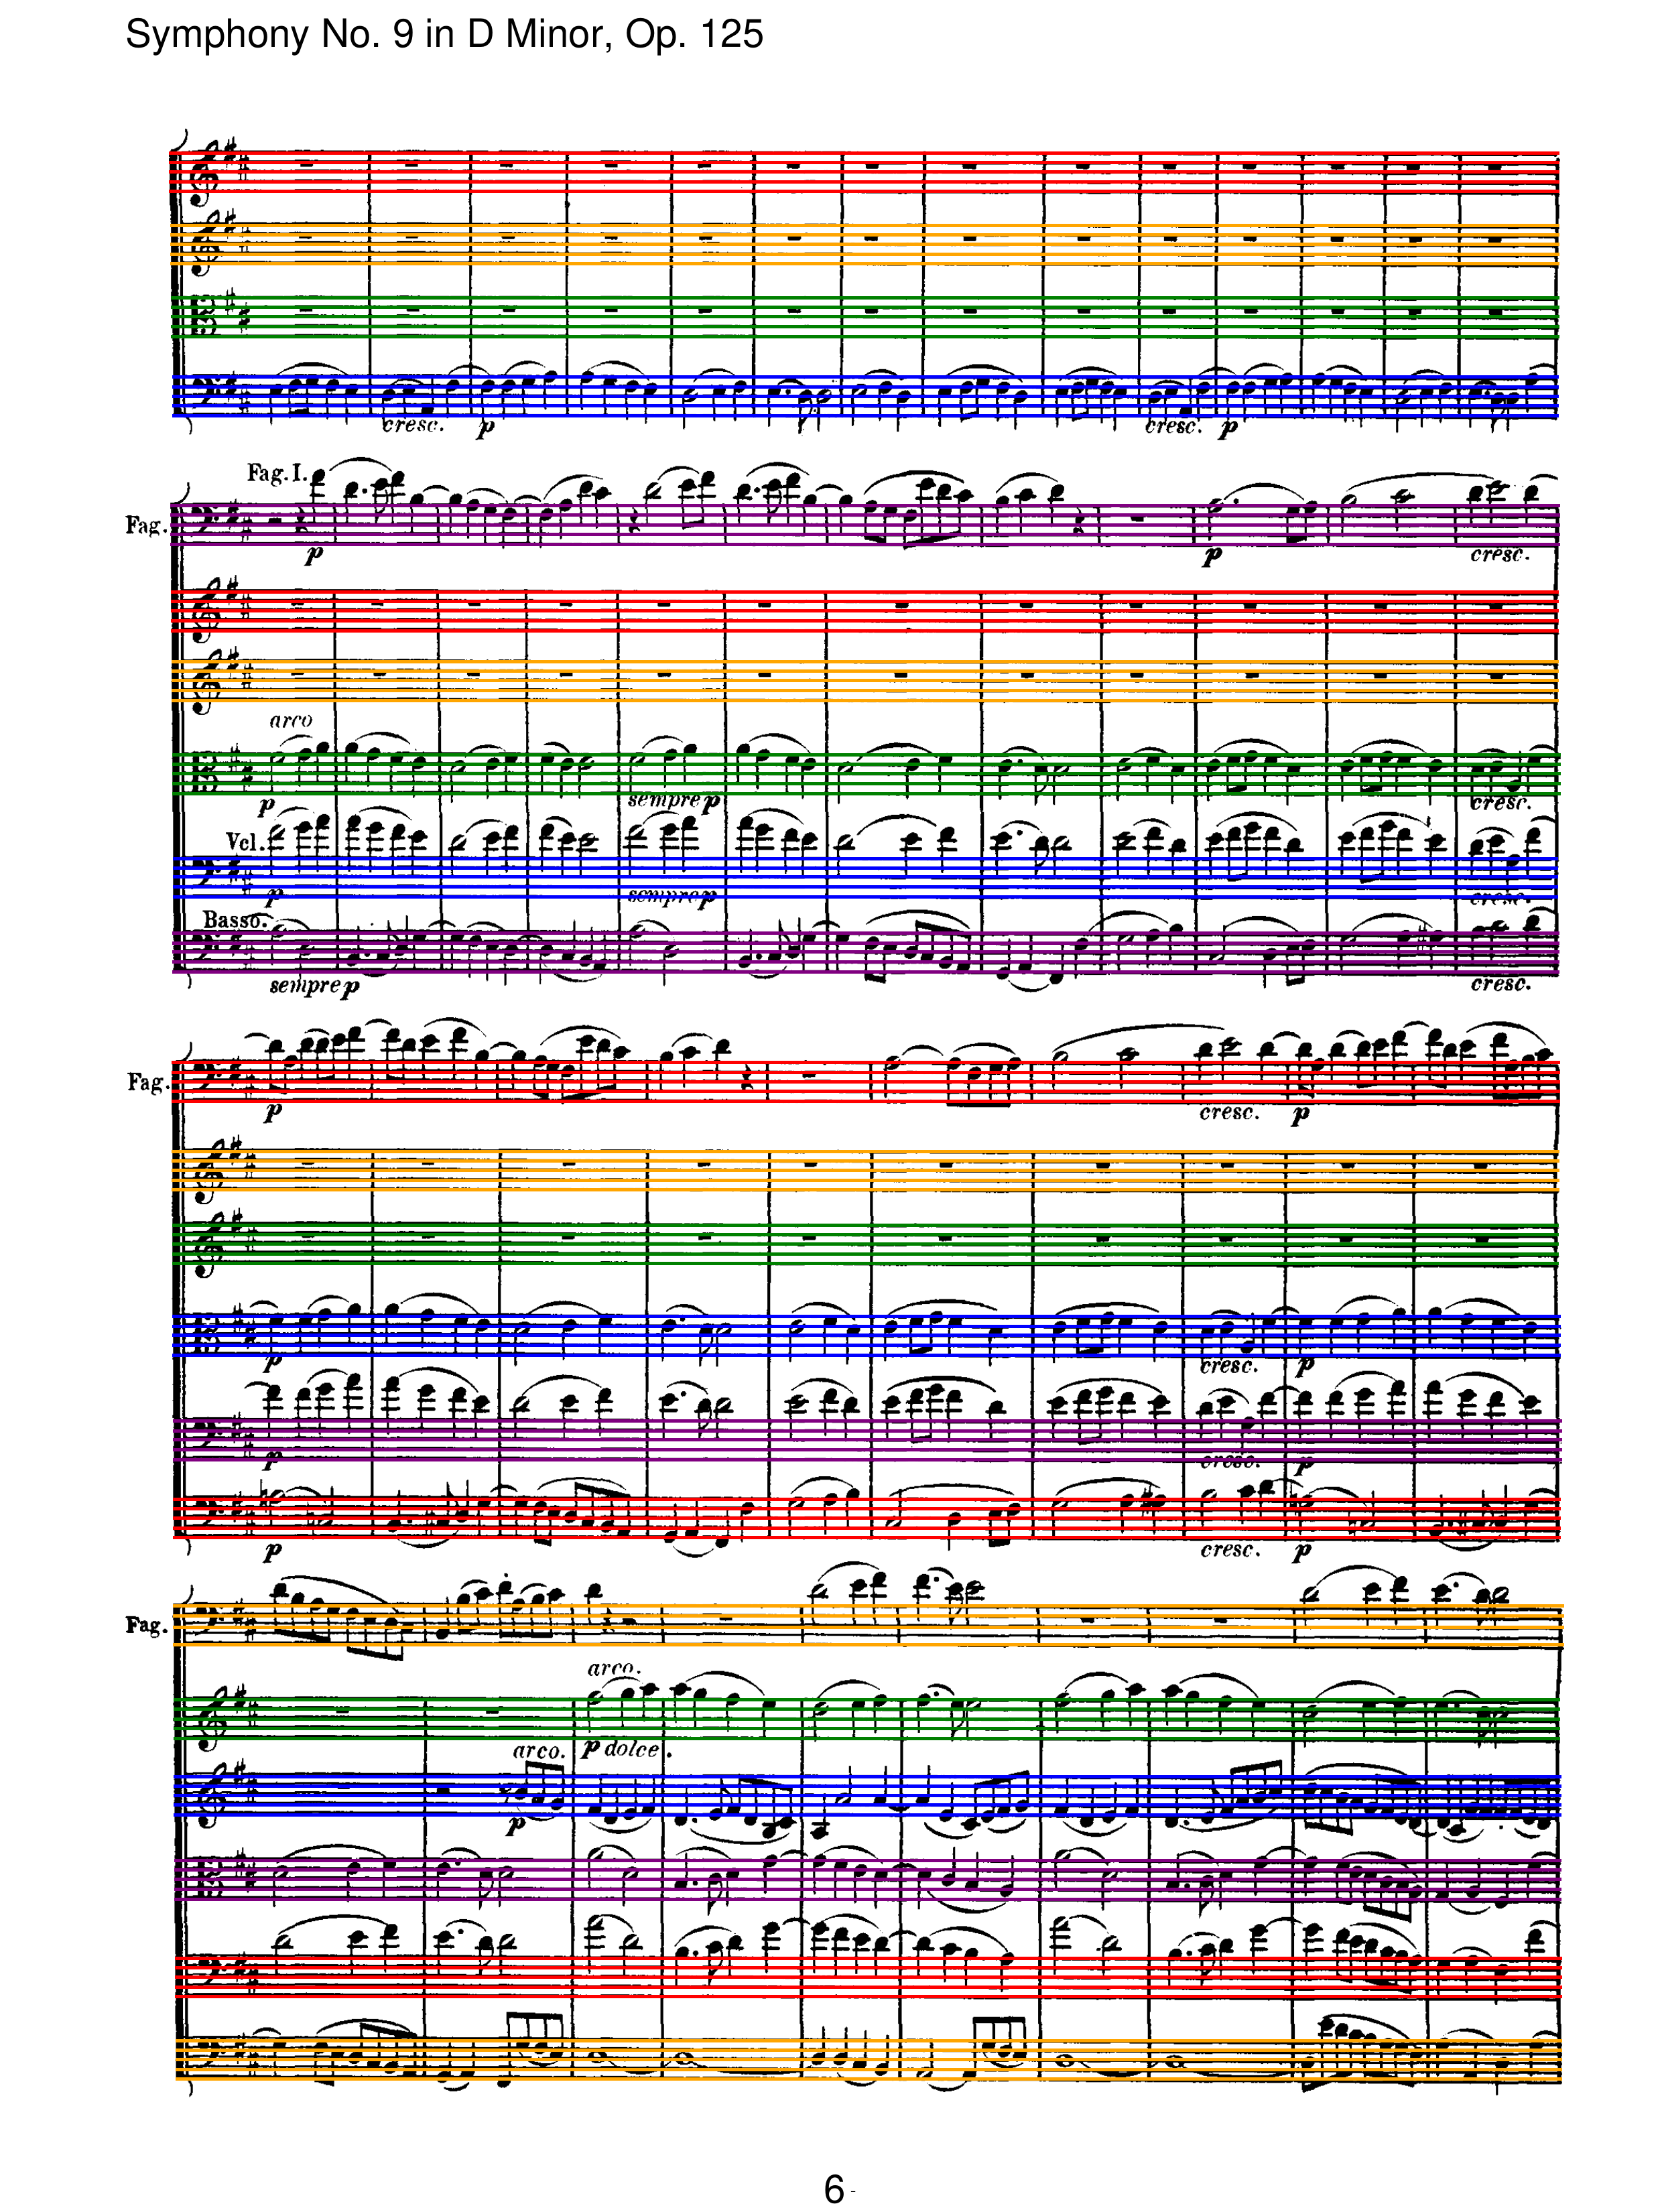 Symphony No. 9 in D Minor, Op. 125
cresc. p cresc. p
Fag. I.
Fag.
p p cresc.
arco
p sempre p cresc.
Vcl.
p sempre p cresc.
Basso.
sempre p cresc.
Fag.
p cresc. p
p cresc. p
p cresc. p
p cresc. p
Fag.
arco.
arco. p dolce.
p
6 -